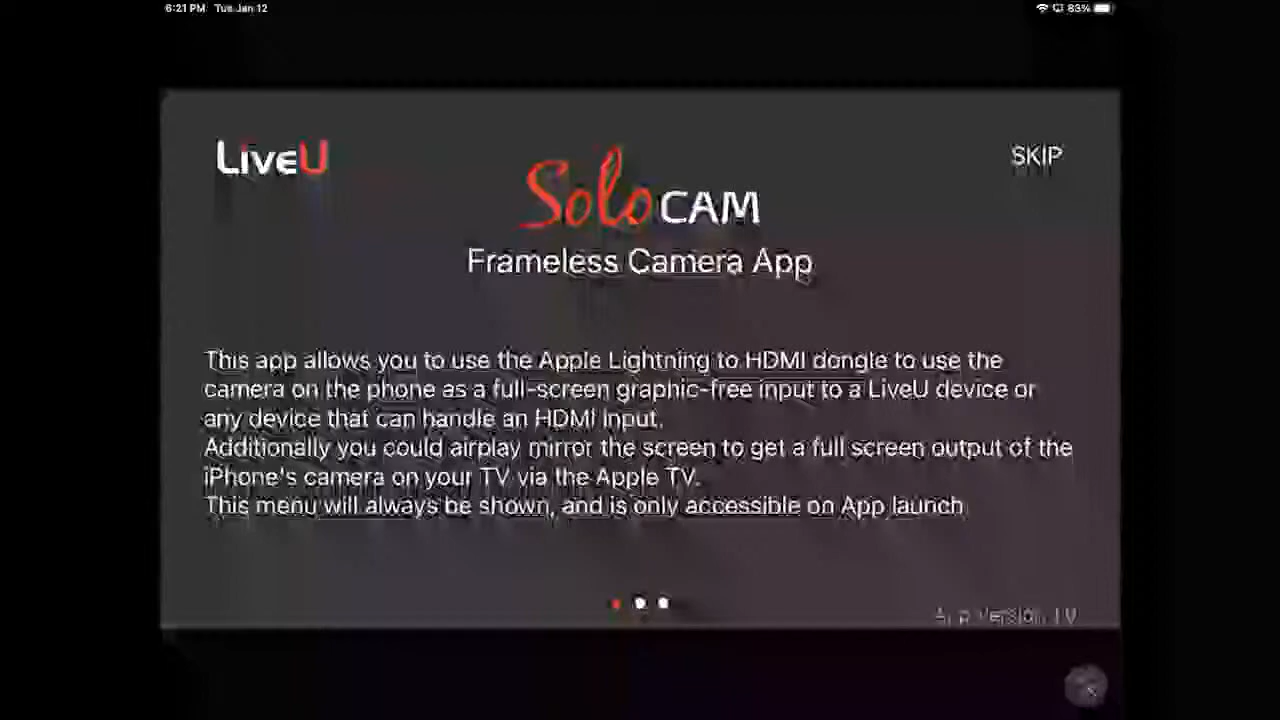 6:21 PM Tue Jan 12
83%
LiveU
SKIP
Solo CAM
Frameless Camera App
This app allows you to use the Apple Lightning to HDMI dongle to use the
camera on the phone as a full-screen graphic-free input to a LiveU device or
any device that can handle an HDMI input.
Additionally you could airplay mirror the screen to get a full screen output of the
iPhone's camera on your TV via the Apple TV.
This menu will always be shown, and is only accessible on App launch
App Version